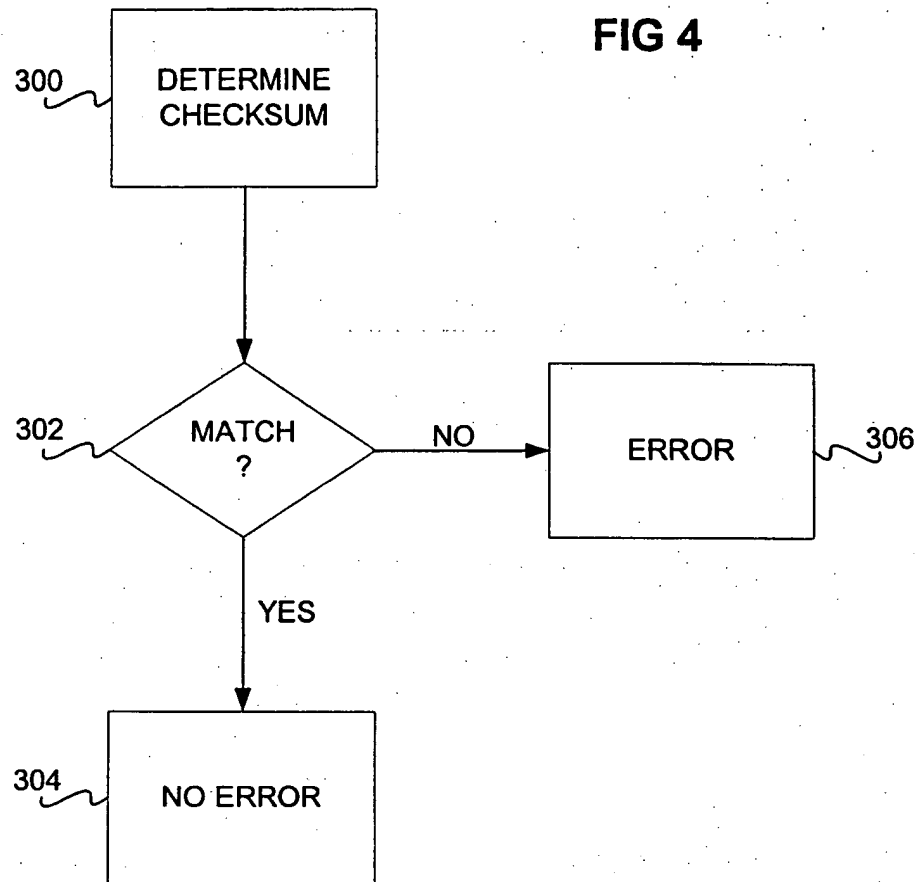 FIG 4
300
DETERMINE
CHECKSUM
302
MATCH
?
NO
ERROR
306
YES
304
NO ERROR